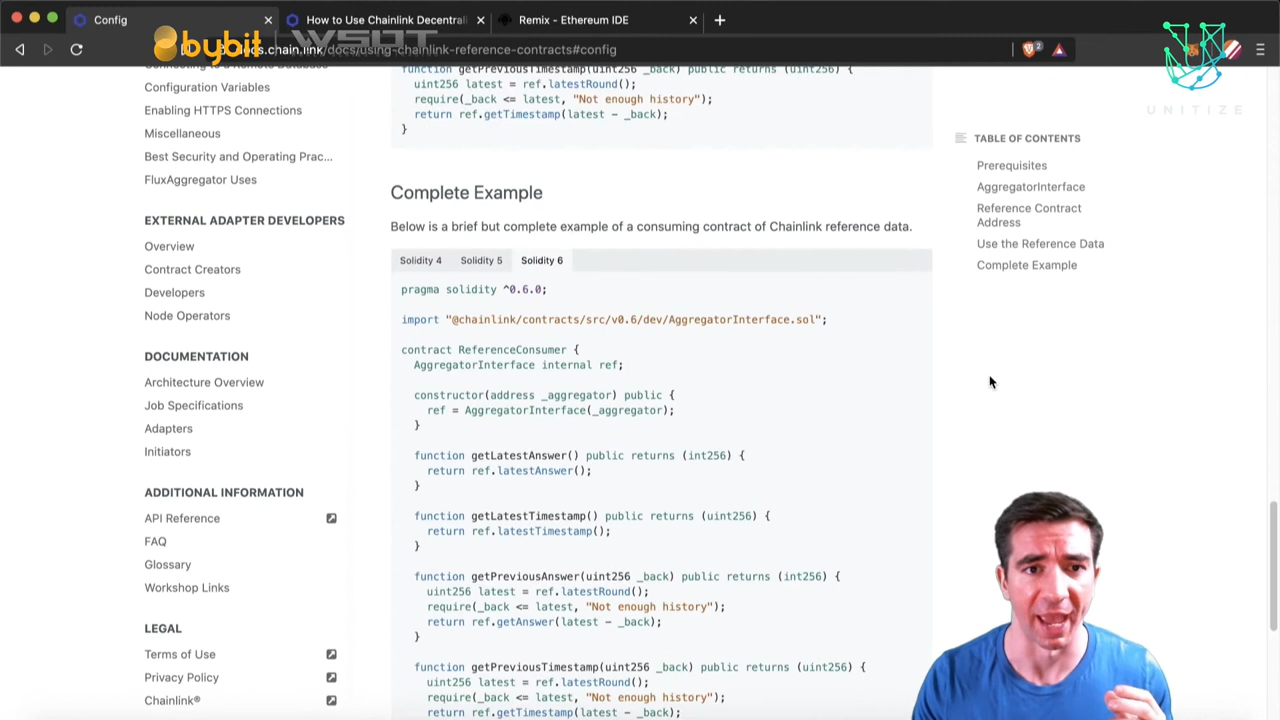 Config
How to Use Chainlink Decentral
Remix - Ethereum IDE
bybit
WSOT
docs.chain.link/docs/using-chainlink-reference-contracts#config
2
UNITIZE
Configuration Variables
Enabling HTTPS Connections
Miscellaneous
Best Security and Operating Prac...
FluxAggregator Uses
EXTERNAL ADAPTER DEVELOPERS
Overview
Contract Creators
Developers
Node Operators
DOCUMENTATION
Architecture Overview
Job Specifications
Adapters
Initiators
ADDITIONAL INFORMATION
API Reference
FAQ
Glossary
Workshop Links
LEGAL
Terms of Use
Privacy Policy
Chainlink®
function getPreviousTimestamp(uint256 _back) public returns (uint256) {
uint256 latest = ref.latestRound();
require(_back <= latest, "Not enough history");
return ref.getTimestamp(latest - _back);
}
Complete Example
Below is a brief but complete example of a consuming contract of Chainlink reference data.
Solidity 4 Solidity 5 Solidity 6
pragma solidity ^0.6.0;
import "@chainlink/contracts/src/v0.6/dev/AggregatorInterface.sol";
contract ReferenceConsumer {
AggregatorInterface internal ref;
constructor(address _aggregator) public {
ref = AggregatorInterface(_aggregator);
}
function getLatestAnswer() public returns (int256) {
return ref.latestAnswer();
}
function getLatestTimestamp() public returns (uint256) {
return ref.latestTimestamp();
}
function getPreviousAnswer(uint256 _back) public returns (int256) {
uint256 latest = ref.latestRound();
require(_back <= latest, "Not enough history");
return ref.getAnswer(latest - _back);
}
function getPreviousTimestamp(uint256 _back) public returns (uint256) {
uint256 latest = ref.latestRound();
require(_back <= latest, "Not enough history");
return ref.getTimestamp(latest - _back);
TABLE OF CONTENTS
Prerequisites
AggregatorInterface
Reference Contract
Address
Use the Reference Data
Complete Example